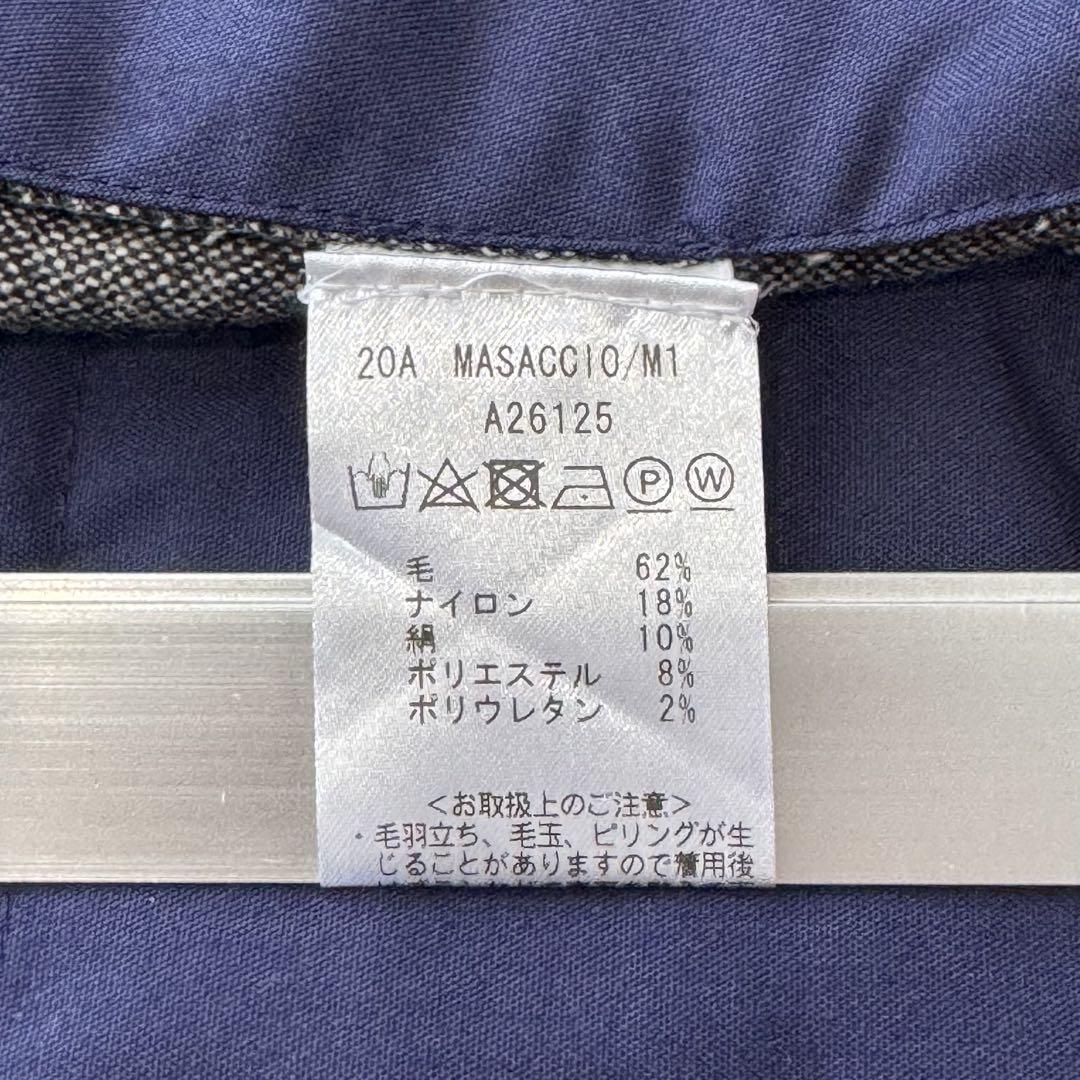 20A MASACCIO/M1
A26125
P W
毛 62%
ナイロン 18%
絹 10%
ポリエステル 8%
ポリウレタン 2%
<お取扱上のご注意>
・毛羽立ち、毛玉、ピリングが生
じることがありますので着用後